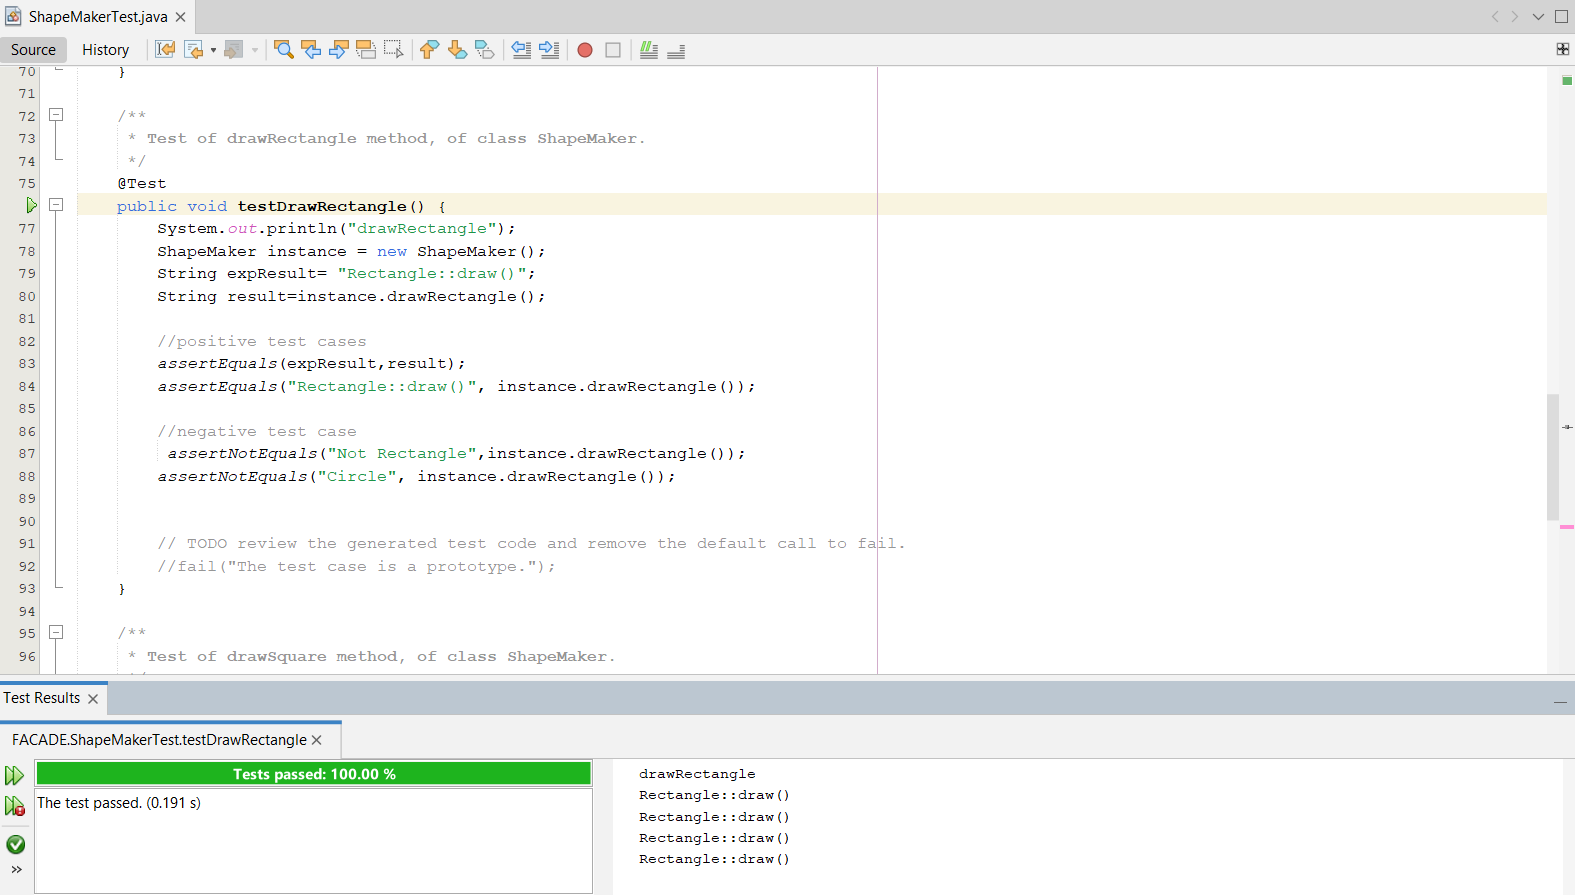 ShapeMakerTest.java
Source History
70 }
71
72 /**
73 * Test of drawRectangle method, of class ShapeMaker.
74 */
75 @Test
public void testDrawRectangle() {
77 System.out.println("drawRectangle");
78 ShapeMaker instance = new ShapeMaker();
79 String expResult= "Rectangle::draw()";
80 String result=instance.drawRectangle();
81
82 //positive test cases
83 assertEquals(expResult,result);
84 assertEquals("Rectangle::draw()", instance.drawRectangle());
85
86 //negative test case
87 assertNotEquals("Not Rectangle",instance.drawRectangle());
88 assertNotEquals("Circle", instance.drawRectangle());
89
90
91 // TODO review the generated test code and remove the default call to fail.
92 //fail("The test case is a prototype.");
93 }
94
95 /**
96 * Test of drawSquare method, of class ShapeMaker.
Test Results
FACADE.ShapeMakerTest.testDrawRectangle
Tests passed: 100.00 %
The test passed. (0.191 s)
drawRectangle
Rectangle::draw()
Rectangle::draw()
Rectangle::draw()
Rectangle::draw()